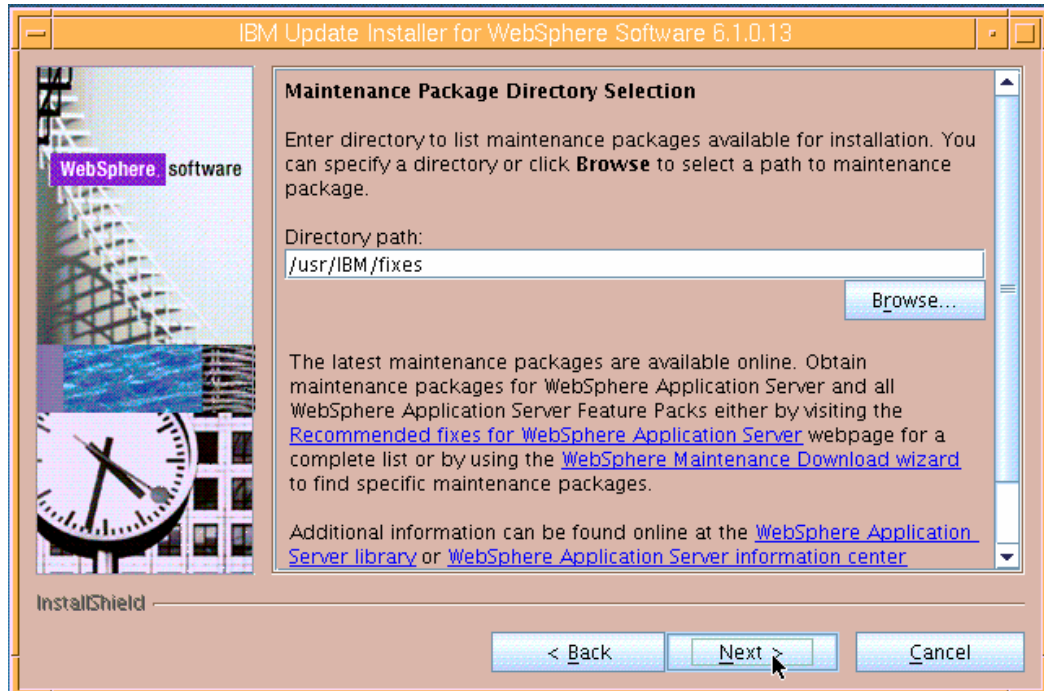 IBM Update Installer for WebSphere Software 6.1.0.13
WebSphere. software
Maintenance Package Directory Selection
Enter directory to list maintenance packages available for installation. You
can specify a directory or click Browse to select a path to maintenance
package.
Directory path:
/usr/IBM/fixes
Browse...
The latest maintenance packages are available online. Obtain
maintenance packages for WebSphere Application Server and all
WebSphere Application Server Feature Packs either by visiting the
Recommended fixes for WebSphere Application Server webpage for a
complete list or by using the WebSphere Maintenance Download wizard
to find specific maintenance packages.
Additional information can be found online at the WebSphere Application
Server library or WebSphere Application Server information center
InstallShield
< Back
Next >
Cancel